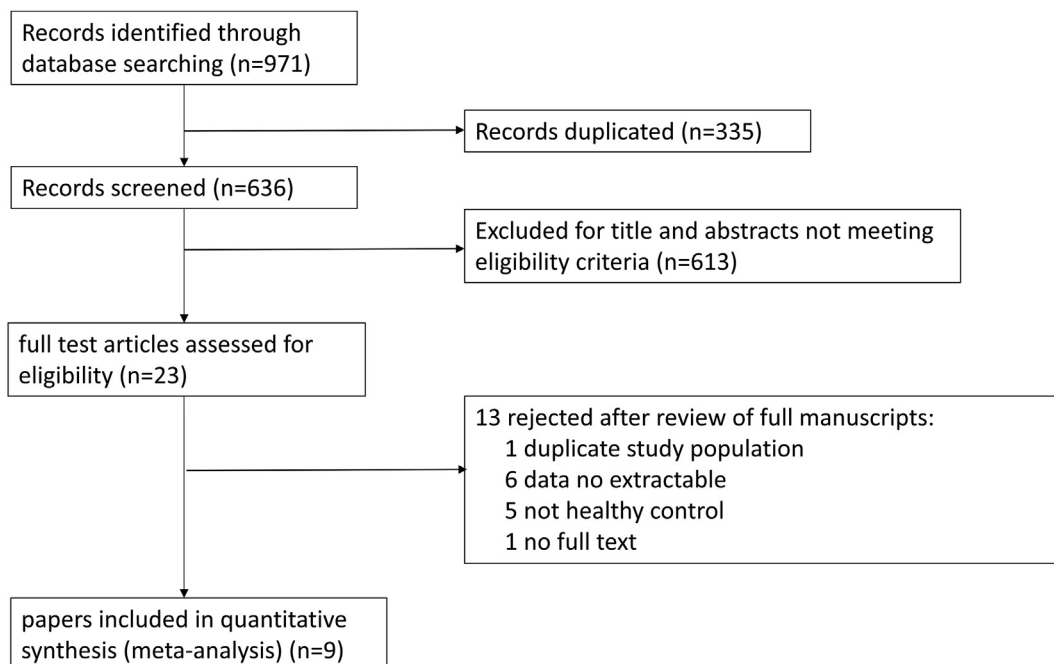 Records identified through
database searching (n=971)
Records duplicated (n=335)
Records screened (n=636)
Excluded for title and abstracts not meeting
eligibility criteria (n=613)
full test articles assessed for
eligibility (n=23)
13 rejected after review of full manuscripts:
1 duplicate study population
6 data no extractable
5 not healthy control
1 no full text
papers included in quantitative
synthesis (meta-analysis) (n=9)